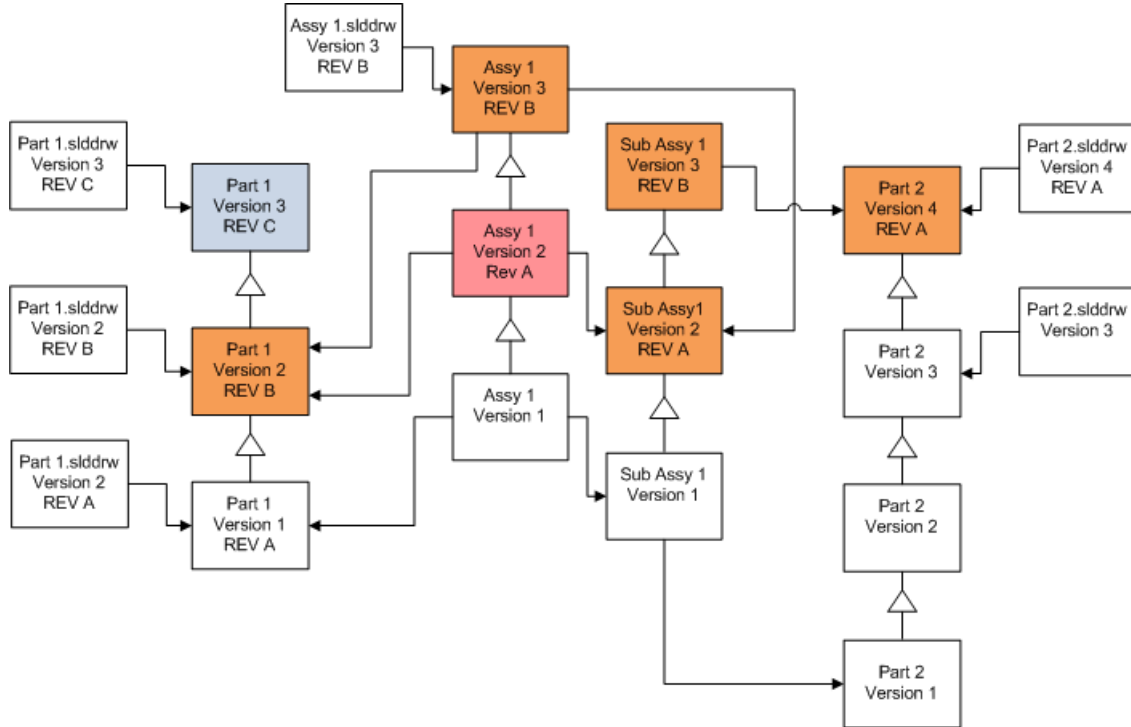 Assy 1.slddrw
Version 3
REV B
Assy 1
Version 3
REV B
Part 1.slddrw
Version 3
REV C
Part 1
Version 3
REV C
Sub Assy 1
Version 3
REV B
Part 2
Version 4
REV A
Part 2.slddrw
Version 4
REV A
Assy 1
Version 2
Rev A
Part 1.slddrw
Version 2
REV B
Part 1
Version 2
REV B
Sub Assy1
Version 2
REV A
Part 2
Version 3
Part 2.slddrw
Version 3
Assy 1
Version 1
Part 1.slddrw
Version 2
REV A
Part 1
Version 1
REV A
Sub Assy 1
Version 1
Part 2
Version 2
Part 2
Version 1